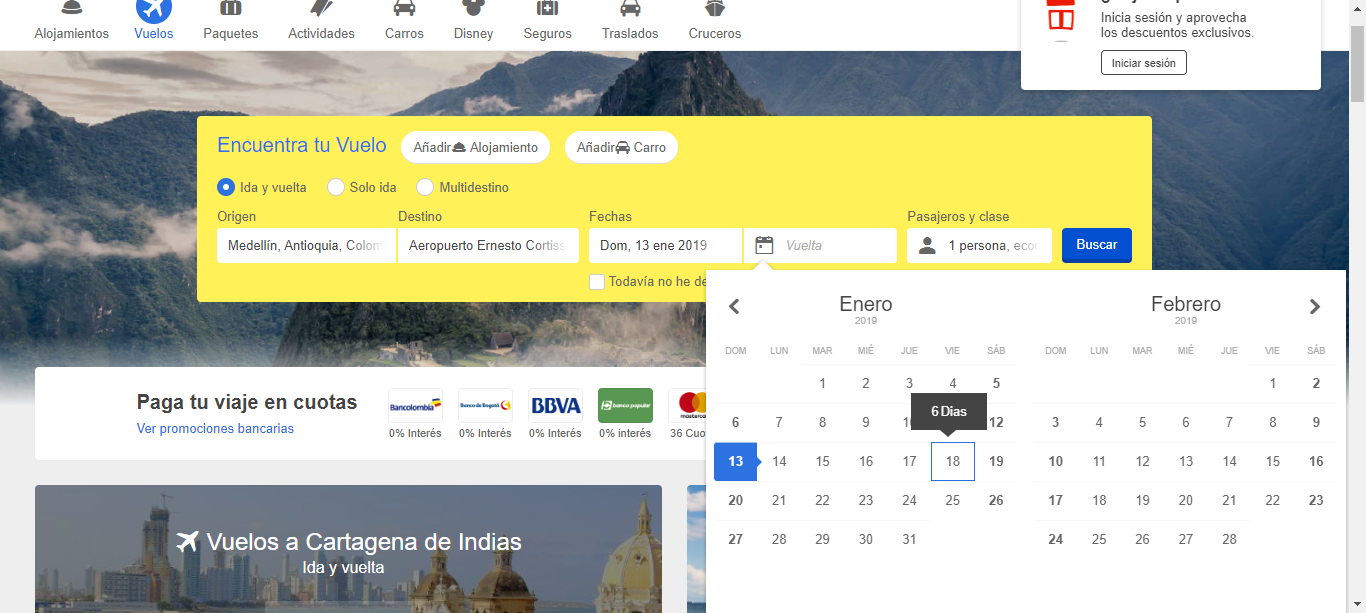 Alojamientos Vuelos Paquetes Actividades Carros Disney Seguros Traslados Cruceros
Inicia sesión y aprovecha
los descuentos exclusivos.
Iniciar sesión
Encuentra tu Vuelo Añadir Alojamiento Añadir Carro
Ida y vuelta Solo ida Multidestino
Origen Destino Fechas Pasajeros y clase
Medellín, Antioquia, Colom Aeropuerto Ernesto Cortiss Dom, 13 ene 2019 Vuelta 1 persona, econ Buscar
Todavía no he de
Enero Febrero
2019 2019
DOM LUN MAR MIÉ JUE VIE SÁB DOM LUN MAR MIÉ JUE VIE SÁB
1 2 3 4 5 1 2
6 Dias
6 7 8 9 10 12 3 4 5 6 7 8 9
13 14 15 16 17 18 19 10 11 12 13 14 15 16
20 21 22 23 24 25 26 17 18 19 20 21 22 23
27 28 29 30 31 24 25 26 27 28
Paga tu viaje en cuotas
Ver promociones bancarias
Bancolombia Banco de Bogotá BBVA banco popular mastercard
0% Interés 0% Interés 0% Interés 0% interés 36 Cuo
Vuelos a Cartagena de Indias
Ida y vuelta